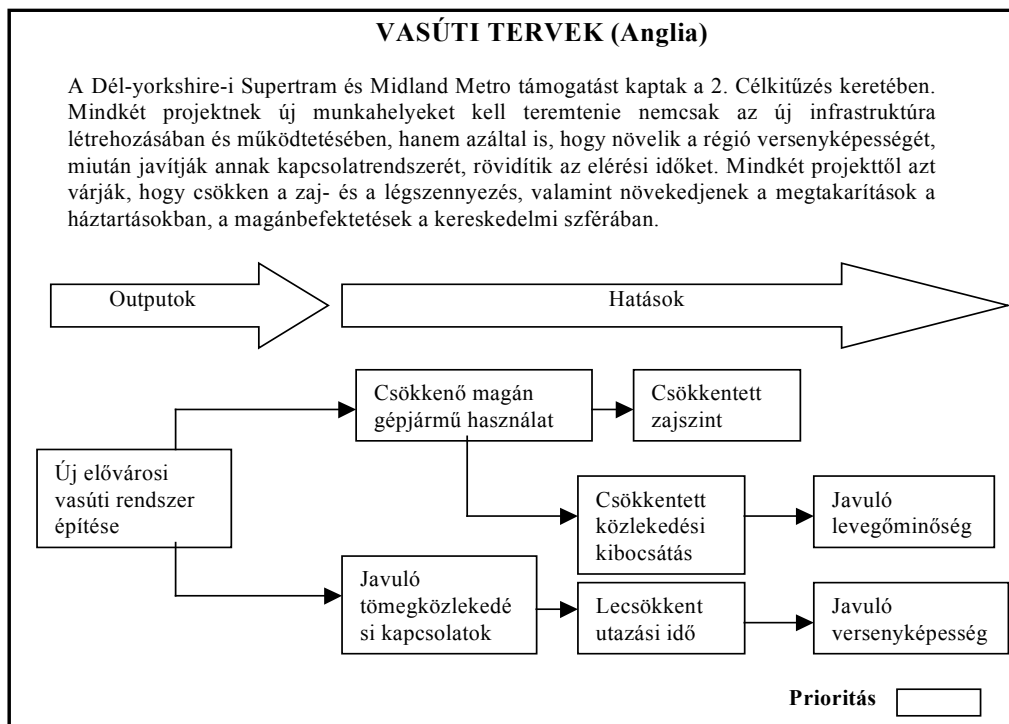 VASÚTI TERVEK (Anglia)
A Dél-yorkshire-i Supertram és Midland Metro támogatást kaptak a 2. Célkitűzés keretében.
Mindkét projektnek új munkahelyeket kell teremtenie nemcsak az új infrastruktúra
létrehozásában és működtetésében, hanem azáltal is, hogy növelik a régió versenyképességét,
miután javítják annak kapcsolatrendszerét, rövidítik az elérési időket. Mindkét projekttől azt
várják, hogy csökken a zaj- és a légszennyezés, valamint növekedjenek a megtakarítások a
háztartásokban, a magánbefektetések a kereskedelmi szférában.
Outputok
Hatások
Csökkenő magán
gépjármű használat
Csökkentett
zajszint
Új elővárosi
vasúti rendszer
építése
Csökkentett
közlekedési
kibocsátás
Javuló
levegőminőség
Javuló
tömegközlekedé
si kapcsolatok
Lecsökkent
utazási idő
Javuló
versenyképesség
Prioritás